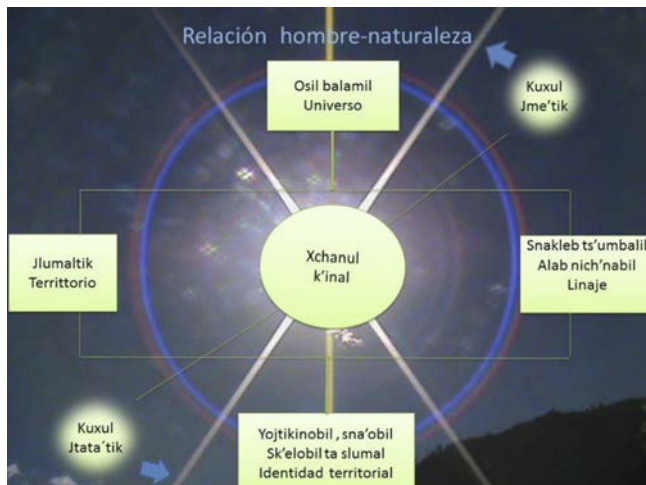 Relación hombre-naturaleza
Osil balamil
Universo
Kuxul
Jme'tik
Xchanul
k'inal
Jlumaltik
Territtorio
Snakleb ts'umbalil
Alab nich'nabil
Linaje
Kuxul
Jtata´tik
Yojtikinobil , sna'obil
Sk'elobil ta slumal
Identidad territorial